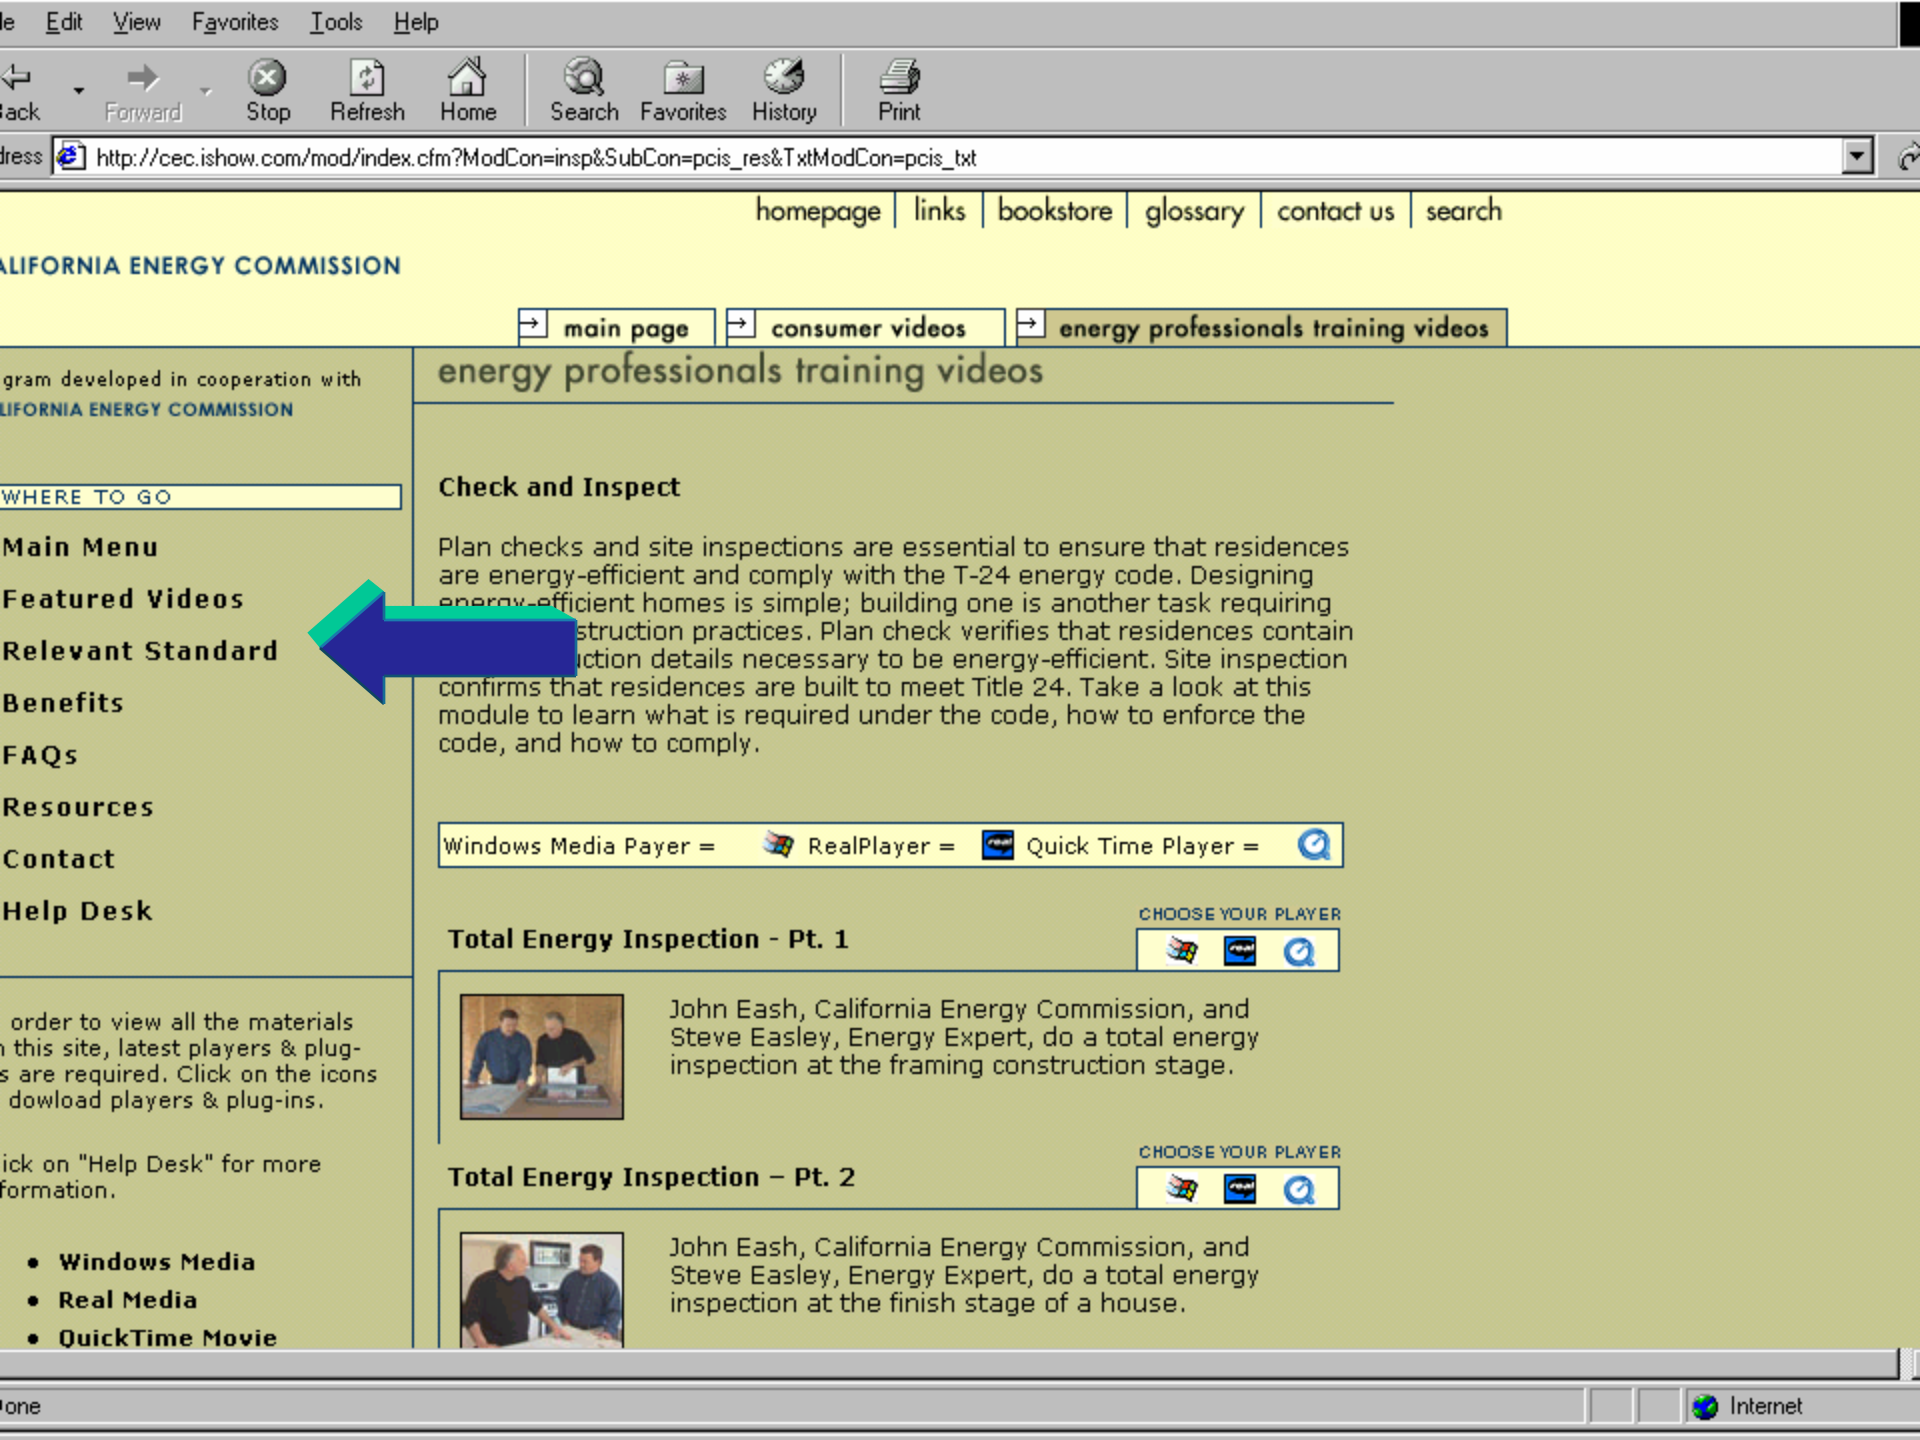 le Edit View Favorites Tools Help
Back Forward Stop Refresh Home Search Favorites History Print
dress http://cec.ishow.com/mod/index.cfm?ModCon=insp&SubCon=pcis_res&TxtModCon=pcis_txt
homepage links bookstore glossary contact us search
ALIFORNIA ENERGY COMMISSION
main page consumer videos energy professionals training videos
gram developed in cooperation with
LIFORNIA ENERGY COMMISSION
WHERE TO GO
Main Menu
Featured Videos
Relevant Standard
Benefits
FAQs
Resources
Contact
Help Desk
order to view all the materials
n this site, latest players & plug-
s are required. Click on the icons
dowload players & plug-ins.
ick on "Help Desk" for more
formation.
• Windows Media
• Real Media
• QuickTime Movie
energy professionals training videos
Check and Inspect
Plan checks and site inspections are essential to ensure that residences
are energy-efficient and comply with the T-24 energy code. Designing
energy-efficient homes is simple; building one is another task requiring
struction practices. Plan check verifies that residences contain
uction details necessary to be energy-efficient. Site inspection
confirms that residences are built to meet Title 24. Take a look at this
module to learn what is required under the code, how to enforce the
code, and how to comply.
Windows Media Payer = RealPlayer = real Quick Time Player =
CHOOSE YOUR PLAYER
Total Energy Inspection - Pt. 1 real
John Eash, California Energy Commission, and
Steve Easley, Energy Expert, do a total energy
inspection at the framing construction stage.
CHOOSE YOUR PLAYER
Total Energy Inspection – Pt. 2 real
John Eash, California Energy Commission, and
Steve Easley, Energy Expert, do a total energy
inspection at the finish stage of a house.
one Internet